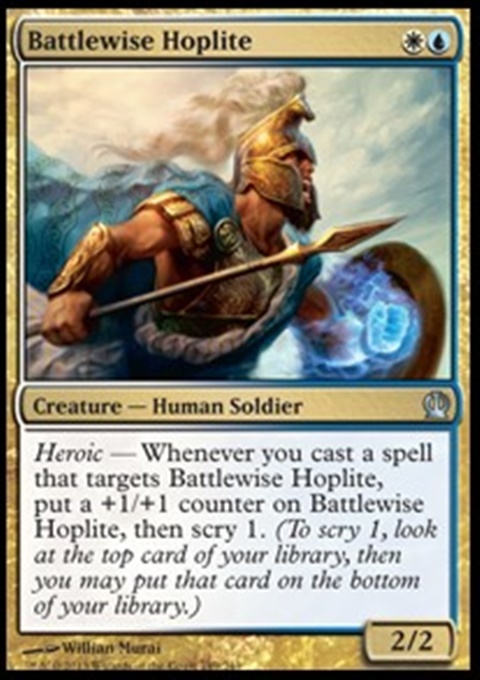 Battlewise Hoplite
Creature — Human Soldier
Heroic — Whenever you cast a spell
that targets Battlewise Hoplite,
put a +1/+1 counter on Battlewise
Hoplite, then scry 1. (To scry 1, look
at the top card of your library, then
you may put that card on the bottom
of your library.)
Willian Murai
2/2